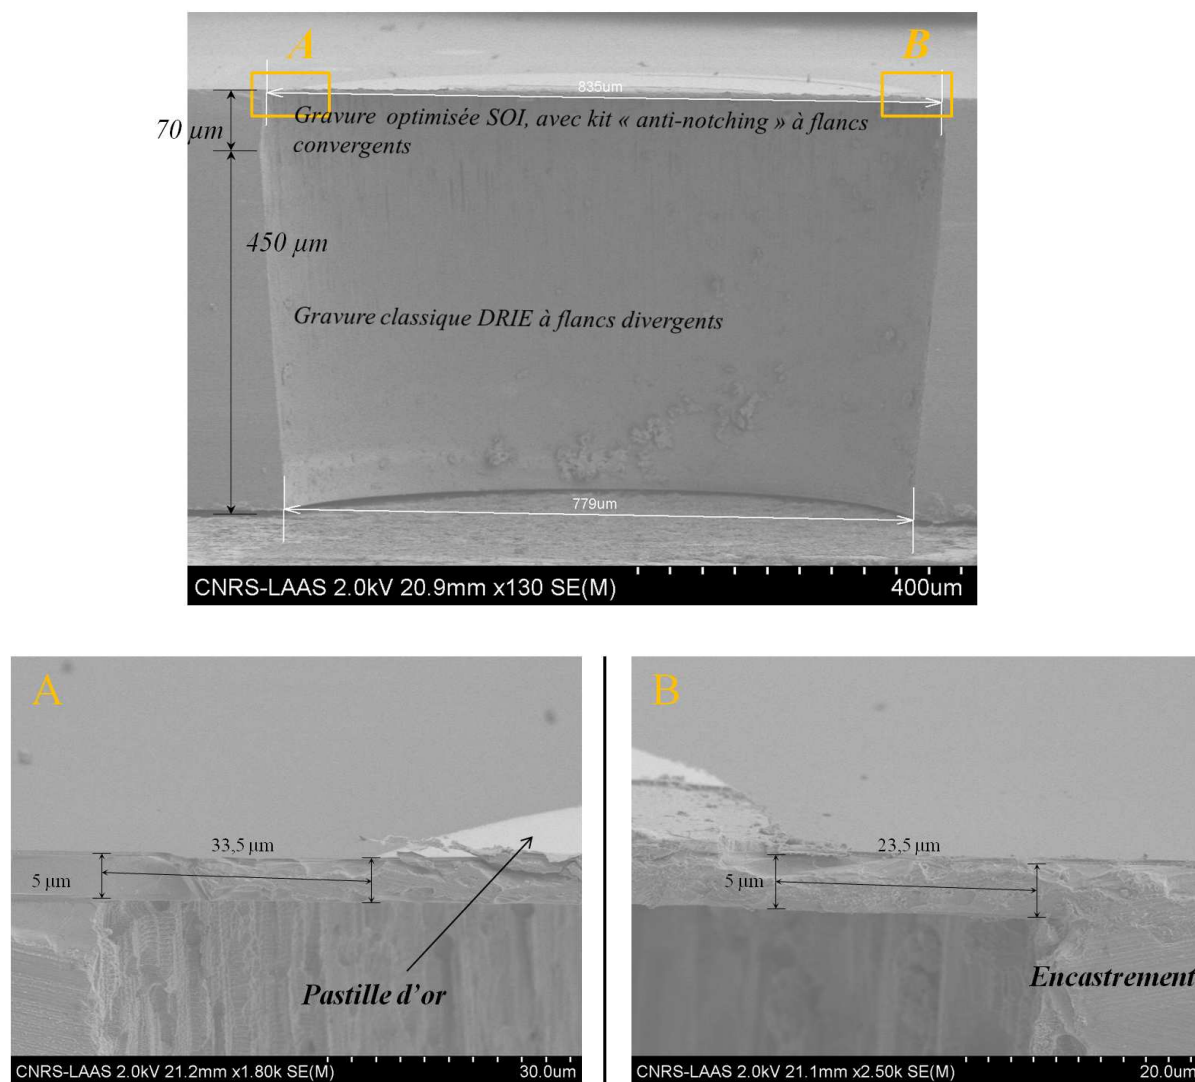 A
B
835um
70 µm
Gravure optimisée SOI, avec kit « anti-notching » à flancs
convergents
450 µm
Gravure classique DRIE à flancs divergents
779um
CNRS-LAAS 2.0kV 20.9mm x130 SE(M)
400um
A
33,5 µm
5 µm
Pastille d’or
CNRS-LAAS 2.0kV 21.2mm x1.80k SE(M)
30.0um
B
23,5 µm
5 µm
Encastrement
CNRS-LAAS 2.0kV 21.1mm x2.50k SE(M)
20.0um